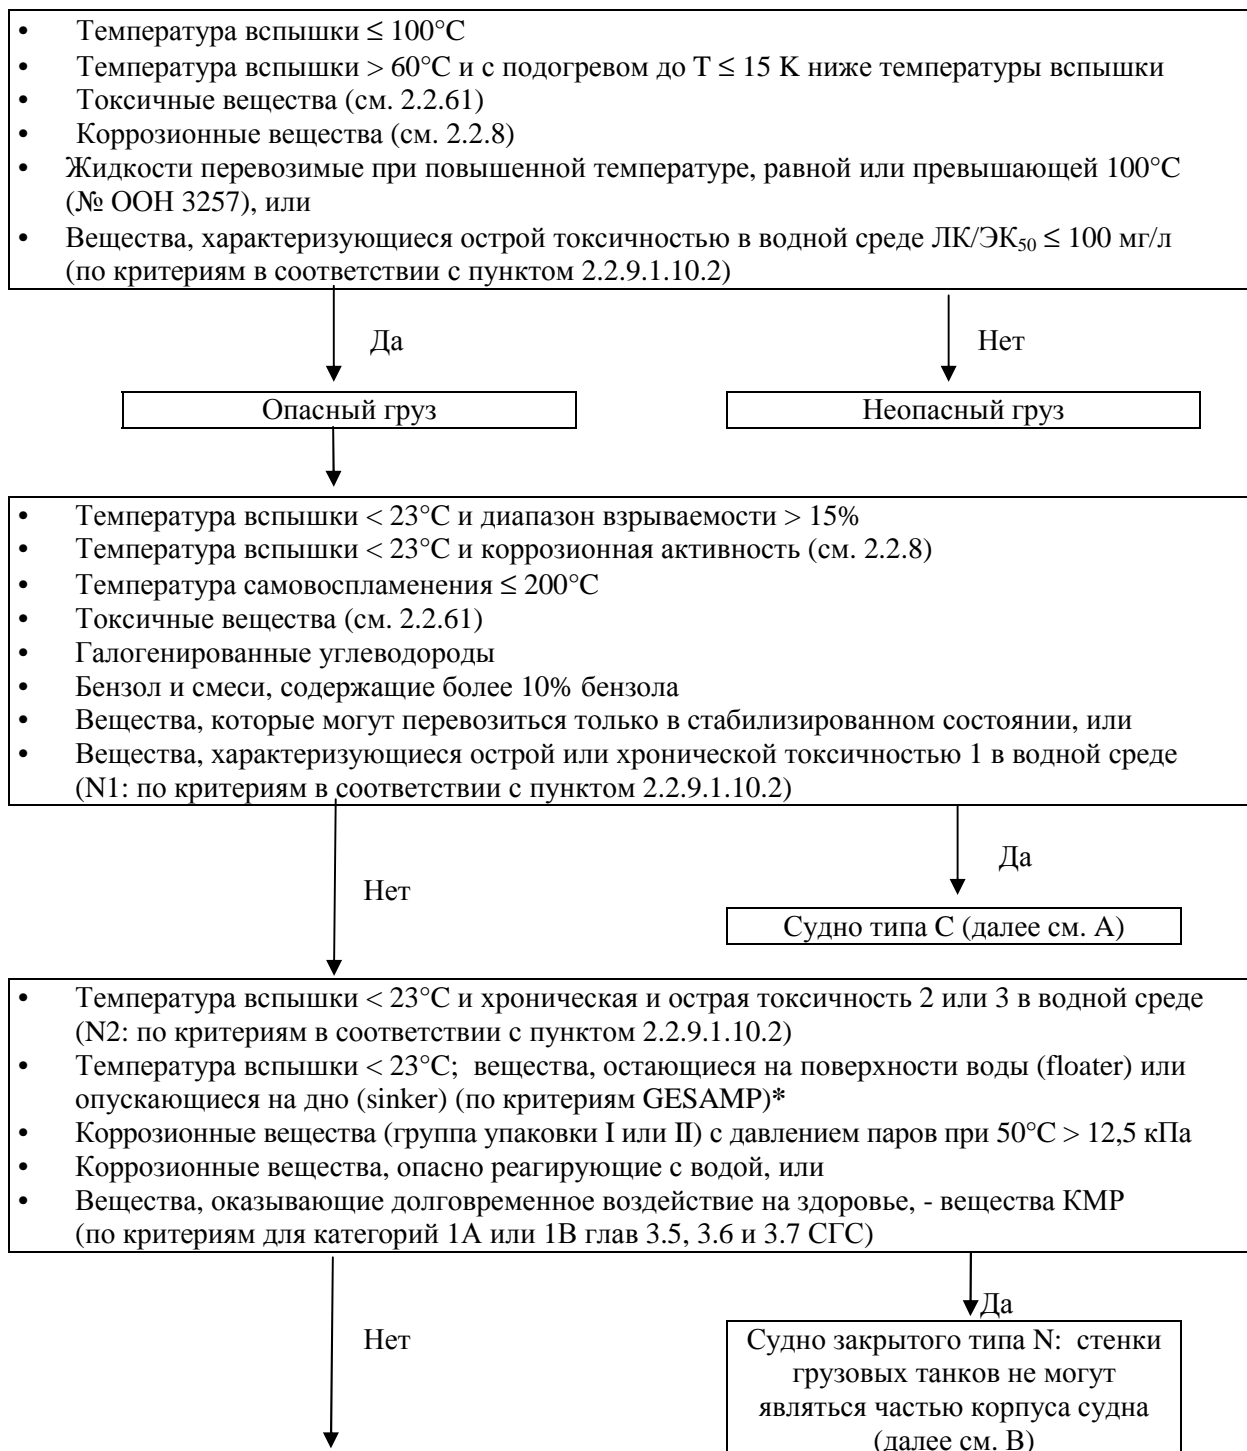 • Температура вспышки ≤ 100°C
• Температура вспышки > 60°C и с подогревом до T ≤ 15 K ниже температуры вспышки
• Токсичные вещества (см. 2.2.61)
• Коррозионные вещества (см. 2.2.8)
• Жидкости перевозимые при повышенной температуре, равной или превышающей 100°C
(№ ООН 3257), или
• Вещества, характеризующиеся острой токсичностью в водной среде ЛК/ЭК₅₀ ≤ 100 мг/л
(по критериям в соответствии с пунктом 2.2.9.1.10.2)
Да
Нет
Опасный груз
Неопасный груз
• Температура вспышки < 23°C и диапазон взрываемости > 15%
• Температура вспышки < 23°C и коррозионная активность (см. 2.2.8)
• Температура самовоспламенения ≤ 200°C
• Токсичные вещества (см. 2.2.61)
• Галогенированные углеводороды
• Бензол и смеси, содержащие более 10% бензола
• Вещества, которые могут перевозиться только в стабилизированном состоянии, или
• Вещества, характеризующиеся острой или хронической токсичностью 1 в водной среде
(N1: по критериям в соответствии с пунктом 2.2.9.1.10.2)
Да
Нет
Судно типа С (далее см. А)
• Температура вспышки < 23°C и хроническая и острая токсичность 2 или 3 в водной среде
(N2: по критериям в соответствии с пунктом 2.2.9.1.10.2)
• Температура вспышки < 23°C; вещества, остающиеся на поверхности воды (floater) или
опускающиеся на дно (sinker) (по критериям GESAMP)*
• Коррозионные вещества (группа упаковки I или II) с давлением паров при 50°C > 12,5 кПа
• Коррозионные вещества, опасно реагирующие с водой, или
• Вещества, оказывающие долговременное воздействие на здоровье, - вещества КМР
(по критериям для категорий 1А или 1В глав 3.5, 3.6 и 3.7 СГС)
Да
Нет
Судно закрытого типа N: стенки
грузовых танков не могут
являться частью корпуса судна
(далее см. В)